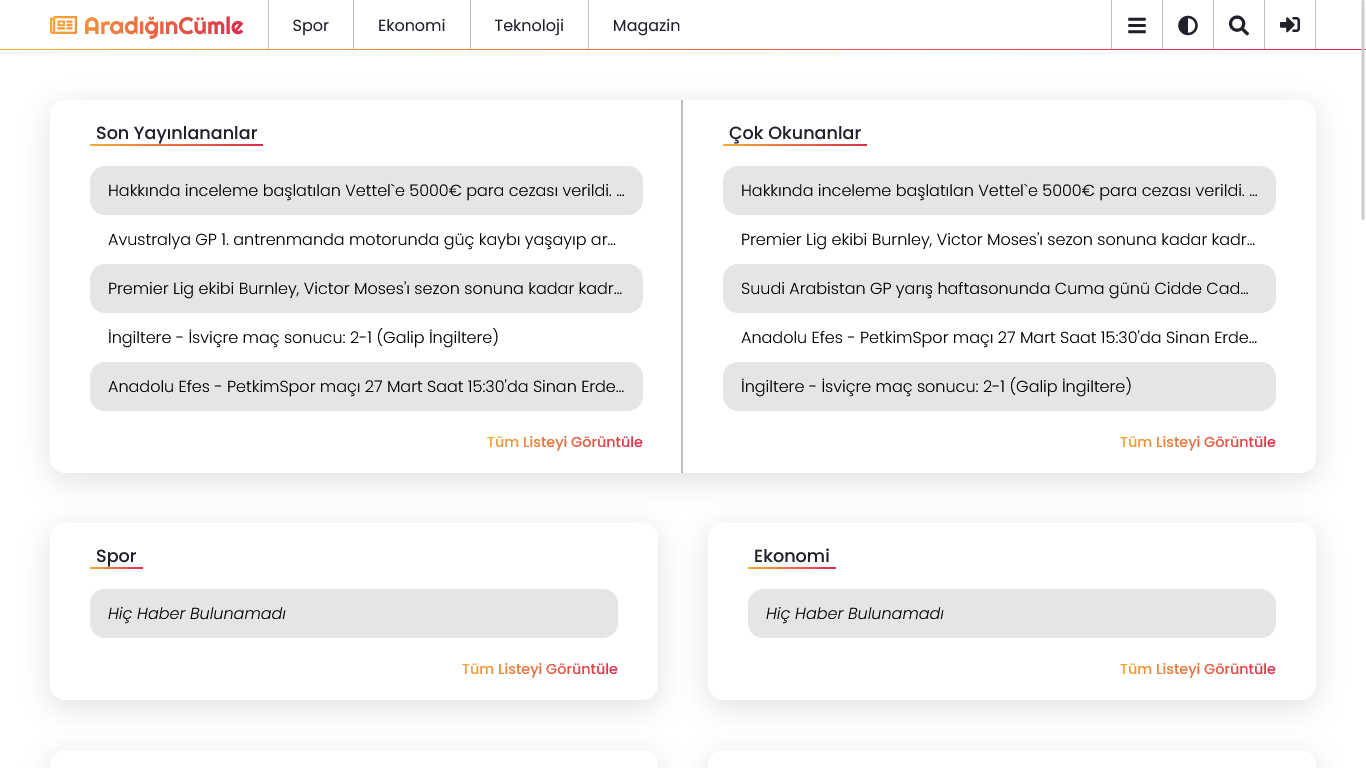 AradığınCümle
Spor
Ekonomi
Teknoloji
Magazin
Son Yayınlananlar
Hakkında inceleme başlatılan Vettel`e 5000€ para cezası verildi. ...
Avustralya GP 1. antrenmanda motorunda güç kaybı yaşayıp ar...
Premier Lig ekibi Burnley, Victor Moses'ı sezon sonuna kadar kadr...
İngiltere - İsviçre maç sonucu: 2-1 (Galip İngiltere)
Anadolu Efes - PetkimSpor maçı 27 Mart Saat 15:30'da Sinan Erde...
Tüm Listeyi Görüntüle
Çok Okunanlar
Hakkında inceleme başlatılan Vettel`e 5000€ para cezası verildi. ...
Premier Lig ekibi Burnley, Victor Moses'ı sezon sonuna kadar kadr...
Suudi Arabistan GP yarış haftasonunda Cuma günü Cidde Cad...
Anadolu Efes - PetkimSpor maçı 27 Mart Saat 15:30'da Sinan Erde...
İngiltere - İsviçre maç sonucu: 2-1 (Galip İngiltere)
Tüm Listeyi Görüntüle
Spor
Hiç Haber Bulunamadı
Tüm Listeyi Görüntüle
Ekonomi
Hiç Haber Bulunamadı
Tüm Listeyi Görüntüle